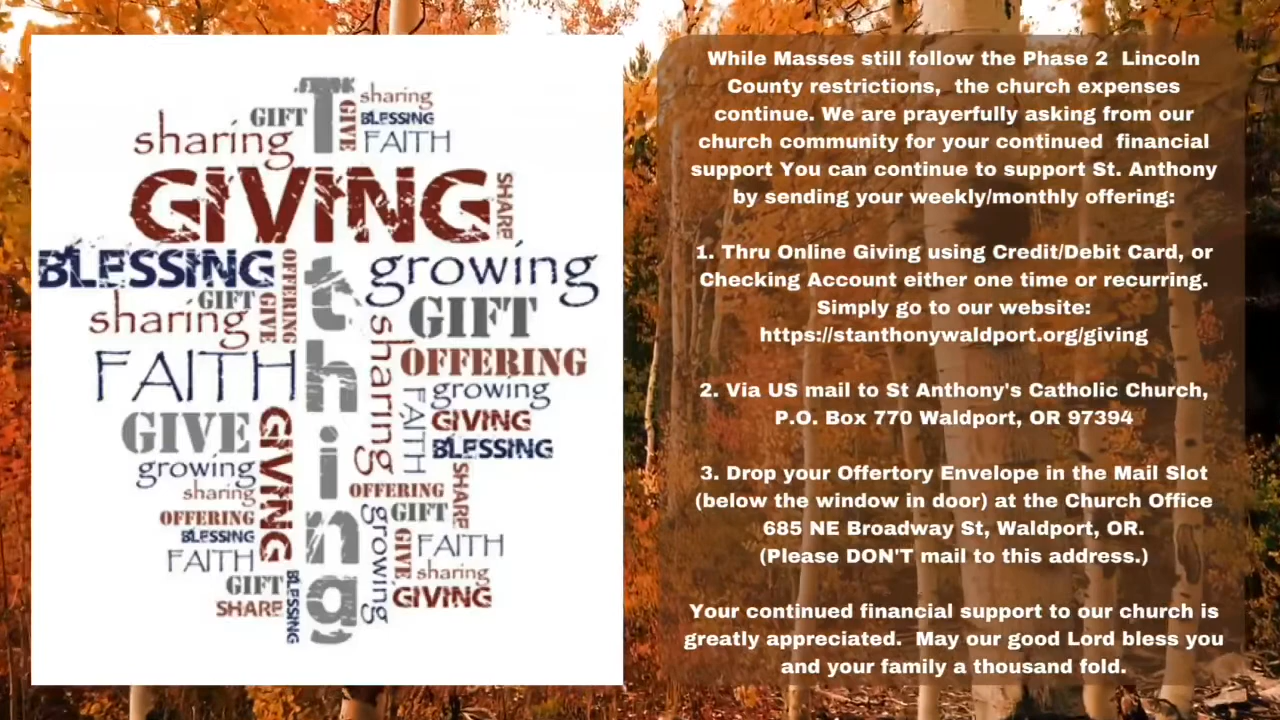 T
sharing
GIFT
GIVE
BLESSING
sharing
FAITH
GIVING
SHARE
BLESSING
OFFERING
growing
GIFT
GIVE
sharing
t
sharing
GIFT
FAITH
h
OFFERING
FAITH
growing
GIVE
GIVING
GIVING
BLESSING
growing
i
sharing
OFFERING
SHARE
OFFERING
n
growing
GIFT
BLESSING
GIVE
FAITH
FAITH
sharing
GIFT
BLESSING
g
GIVING
SHARE
While Masses still follow the Phase 2 Lincoln
County restrictions, the church expenses
continue. We are prayerfully asking from our
church community for your continued financial
support You can continue to support St. Anthony
by sending your weekly/monthly offering:
1. Thru Online Giving using Credit/Debit Card, or
Checking Account either one time or recurring.
Simply go to our website:
https://stanthonywaldport.org/giving
2. Via US mail to St Anthony's Catholic Church,
P.O. Box 770 Waldport, OR 97394
3. Drop your Offertory Envelope in the Mail Slot
(below the window in door) at the Church Office
685 NE Broadway St, Waldport, OR.
(Please DON'T mail to this address.)
Your continued financial support to our church is
greatly appreciated. May our good Lord bless you
and your family a thousand fold.